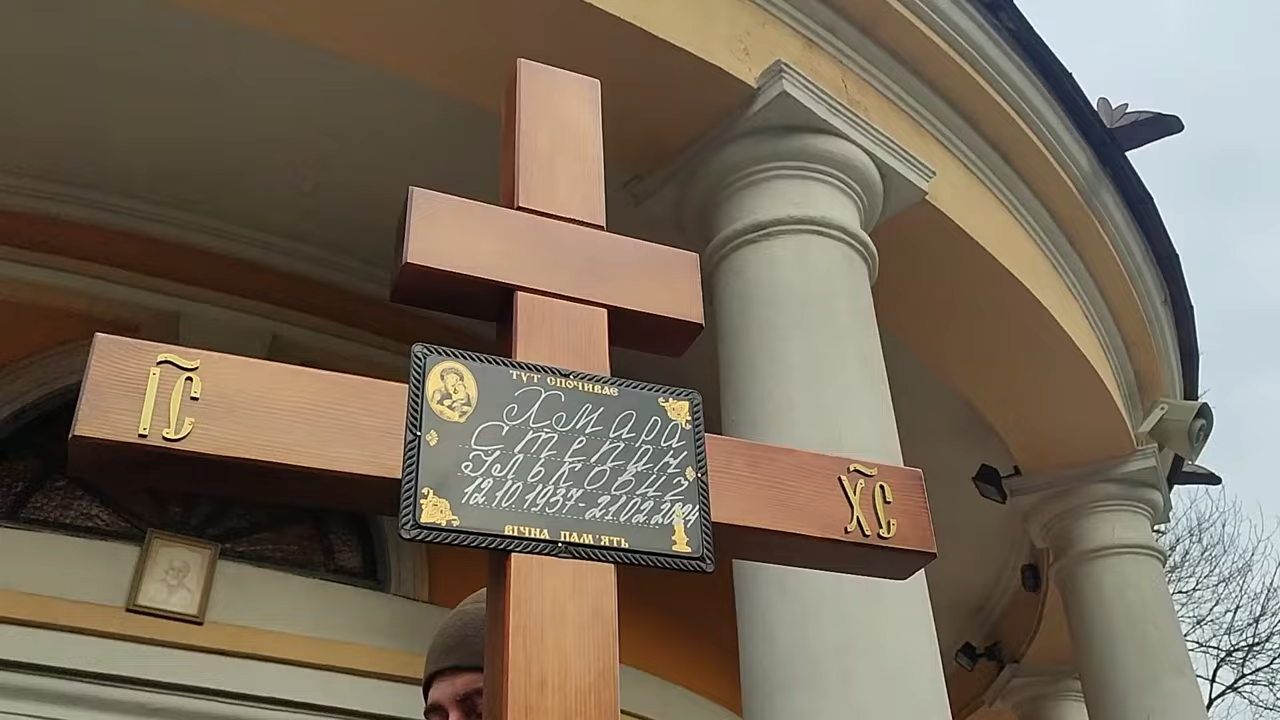 ІС
ХС
ТУТ СПОЧИВАЄ
Хмара
Степан
Ількович
12.10.1937-21.02.2024
ВІЧНА ПАМ'ЯТЬ